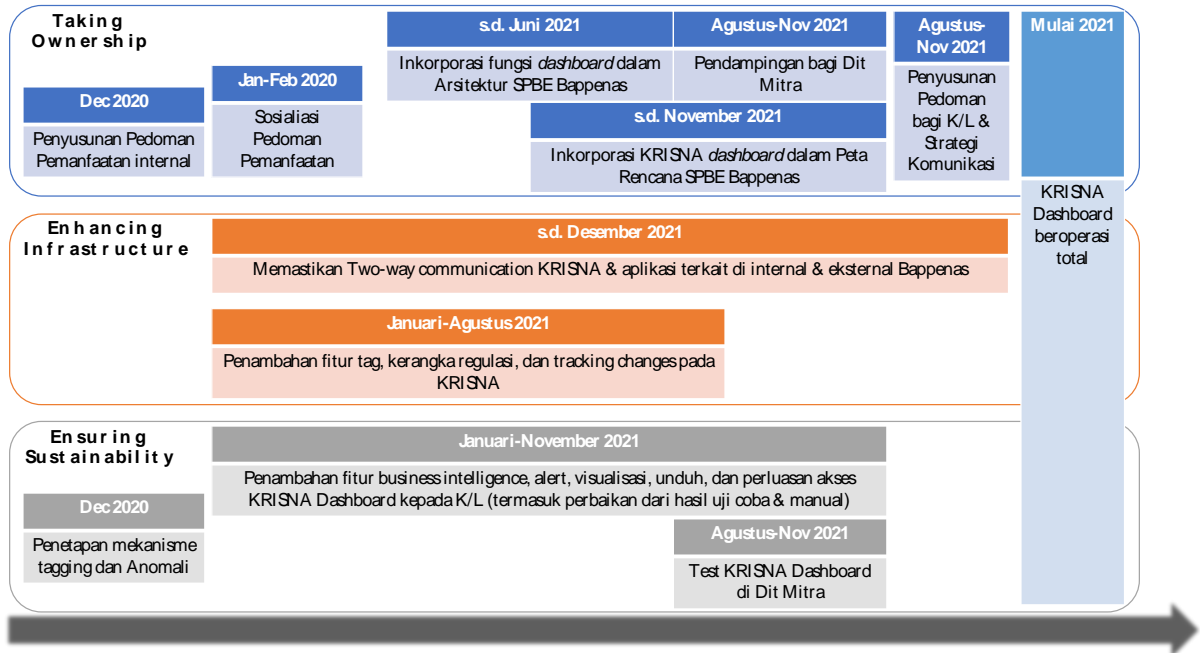 Taking
Ownership
Dec 2020
Penyusunan Pedoman
Pemanfaatan internal
Jan-Feb 2020
Sosialiasi
Pedoman
Pemanfaatan
s.d. Juni 2021
Inkorporasi fungsi dashboard dalam
Arsitektur SPBE Bappenas
Agustus-Nov 2021
Pendampingan bagi Dit
Mitra
s.d. November 2021
Inkorporasi KRISNA dashboard dalam Peta
Rencana SPBE Bappenas
Agustus-
Nov 2021
Penyusunan
Pedoman
bagi K/L &
Strategi
Komunikasi
Mulai 2021
KRISNA
Dashboard
beroperasi
total
Enhancing
Infrastructure
s.d. Desember 2021
Memastikan Two-way communication KRISNA & aplikasi terkait di internal & eksternal Bappenas
Januari-Agustus 2021
Penambahan fitur tag, kerangka regulasi, dan tracking changes pada
KRISNA
Ensuring
Sustainability
Dec 2020
Penetapan mekanisme
tagging dan Anomali
Januari-November 2021
Penambahan fitur business intelligence, alert, visualisasi, unduh, dan perluasan akses
KRISNA Dashboard kepada K/L (termasuk perbaikan dari hasil uji coba & manual)
Agustus-Nov 2021
Test KRISNA Dashboard
di Dit Mitra